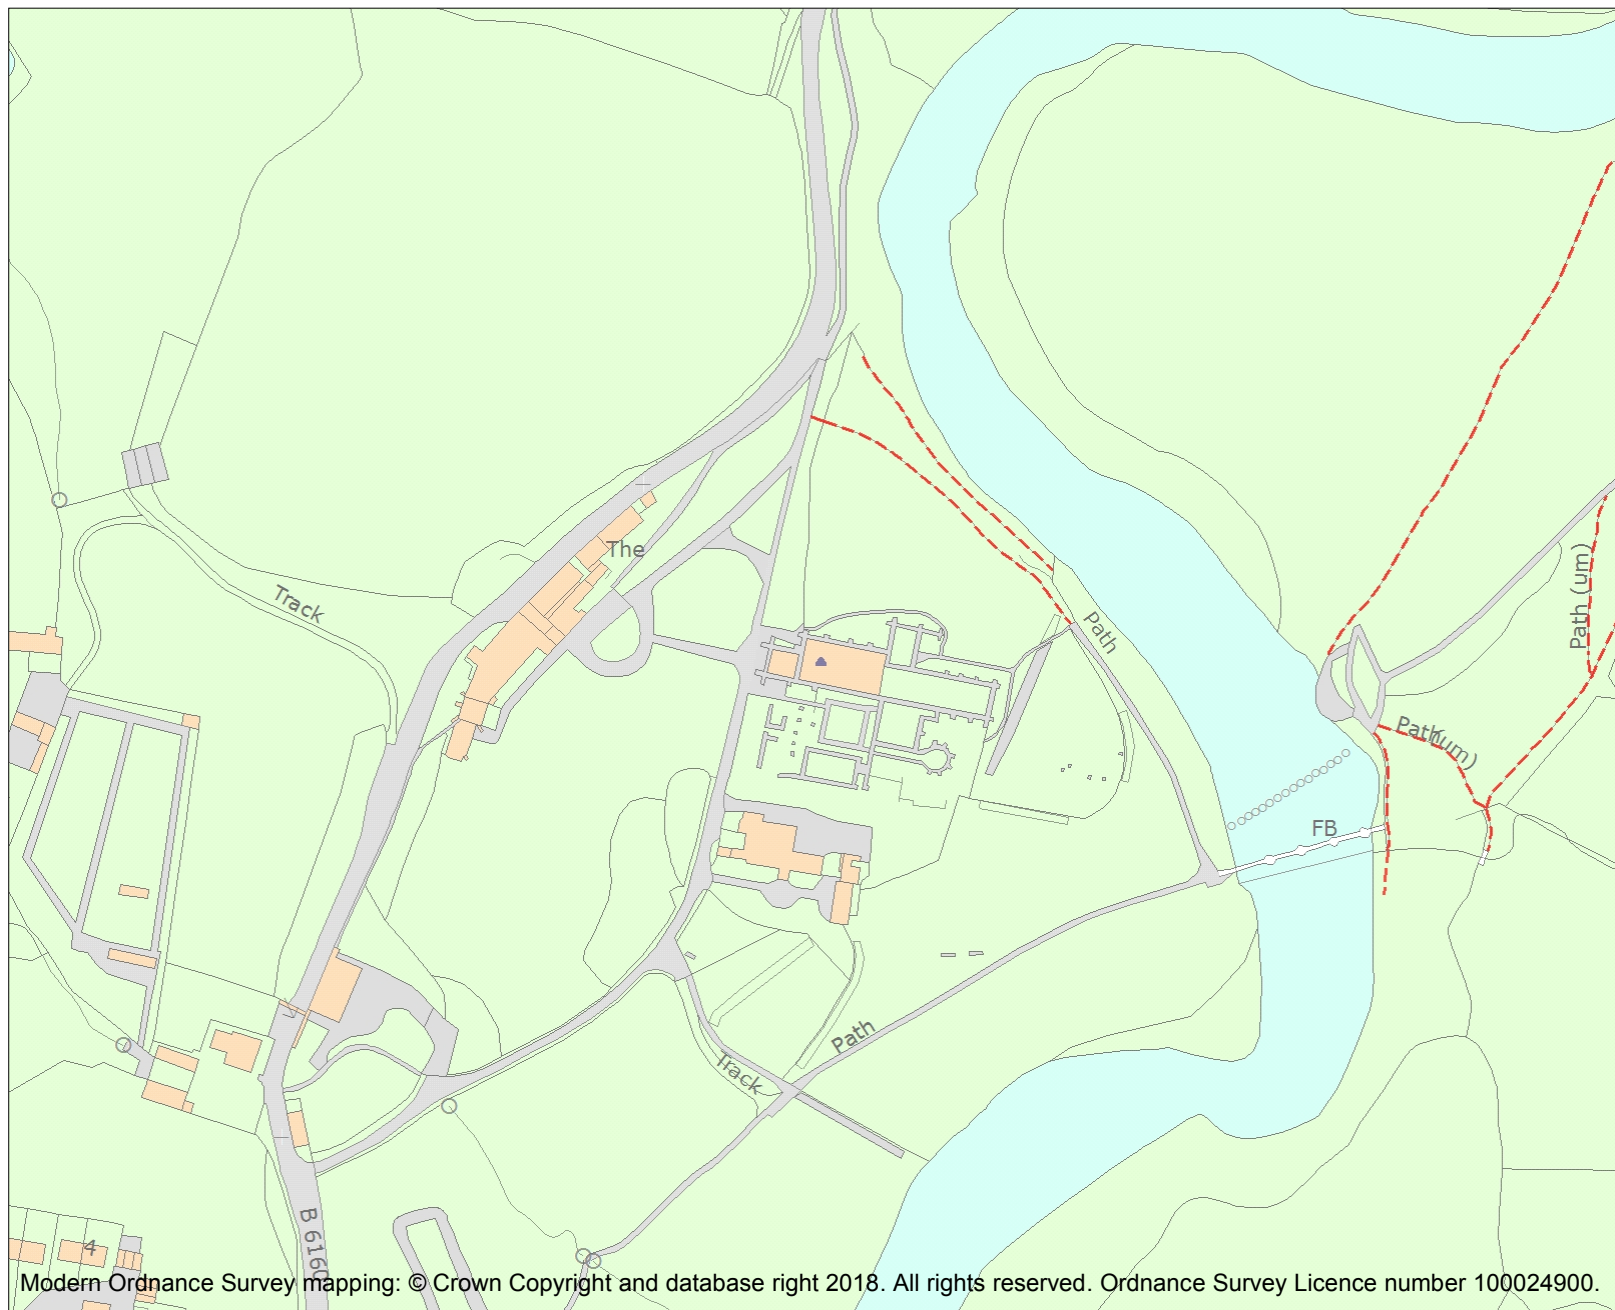 The
Track
Path
Path (um)
Path (um)
FB
Path
Track
B 6160
4
Modern Ordnance Survey mapping: © Crown Copyright and database right 2018. All rights reserved. Ordnance Survey Licence number 100024900.